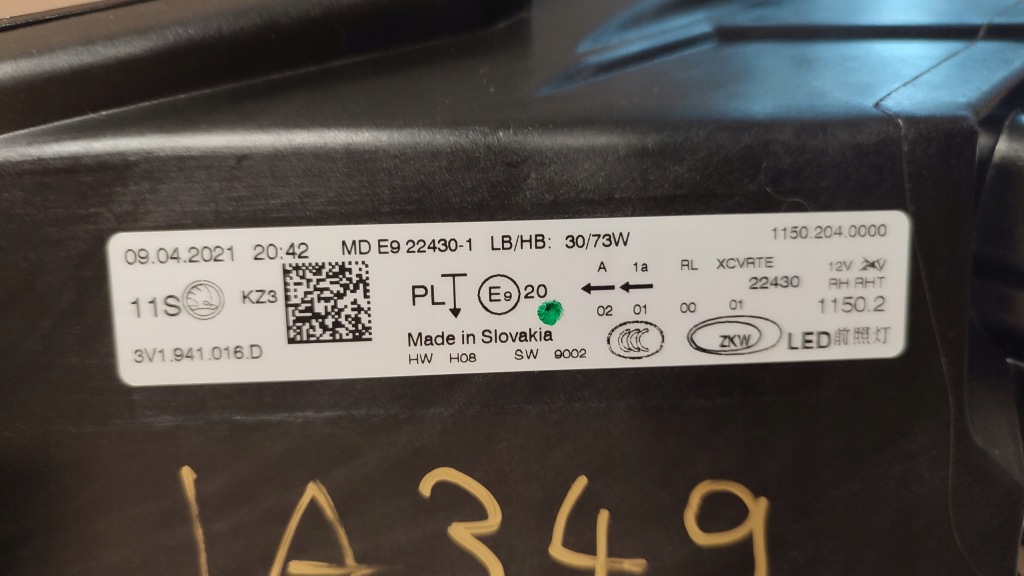 09.04.2021 20:42 MD E9 22430-1 LB/HB: 30/73W 1150.204.0000
11S KZ3 PL E9 20 A 1a RL XCVRTE 12V 24V
22430 RH RHT
02 01 00 01 1150.2
Made in Slovakia CCC ZKW LED前照灯
3V1.941.016.D HW H08 SW 9002
1A349